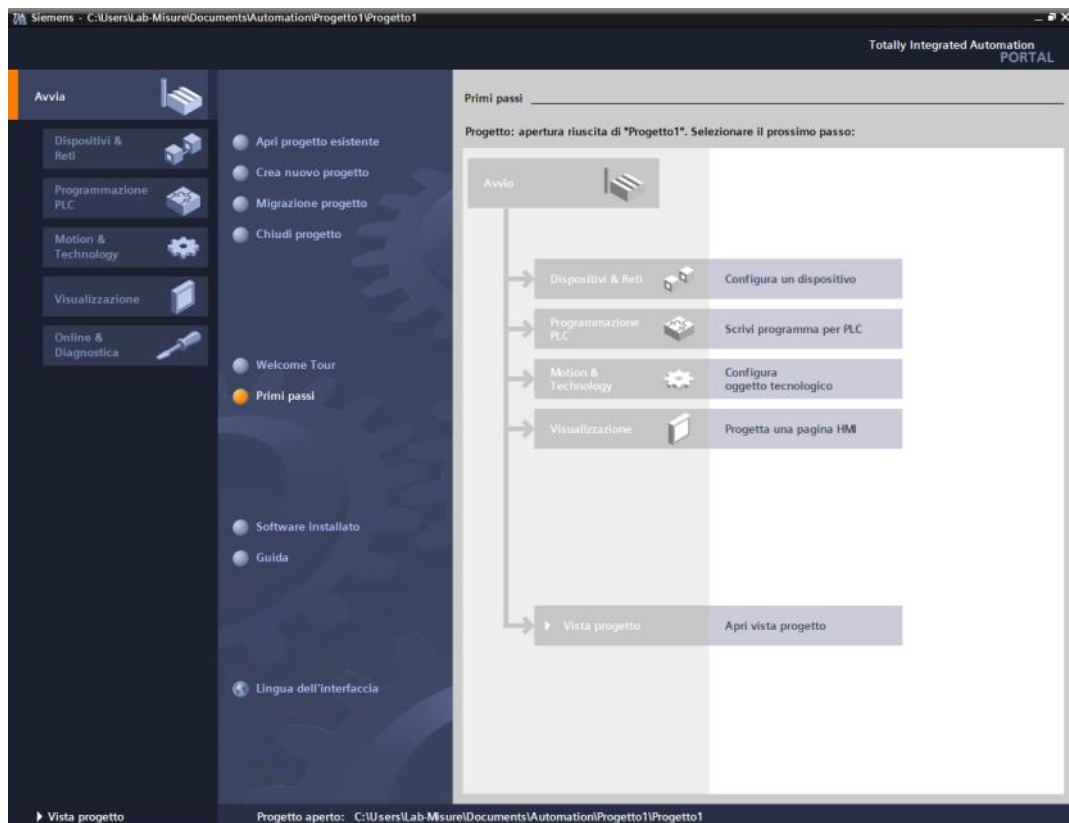 Siemens - C:\Users\Lab-Misure\Documents\Automation\Progetto1\Progetto1
Totally Integrated Automation
PORTAL
Avvia
Dispositivi &
Reti
Programmazione
PLC
Motion &
Technology
Visualizzazione
Online &
Diagnostica
Apri progetto esistente
Crea nuovo progetto
Migrazione progetto
Chiudi progetto
Welcome Tour
Primi passi
Software installato
Guida
Lingua dell'interfaccia
Primi passi
Progetto: apertura riuscita di "Progetto1". Selezionare il prossimo passo:
Avvio
Dispositivi & Reti
Configura un dispositivo
Programmazione
PLC
Scrivi programma per PLC
Motion &
Technology
Configura
oggetto tecnologico
Visualizzazione
Progetta una pagina HMI
Vista progetto
Apri vista progetto
Vista progetto
Progetto aperto: C:\Users\Lab-Misure\Documents\Automation\Progetto1\Progetto1